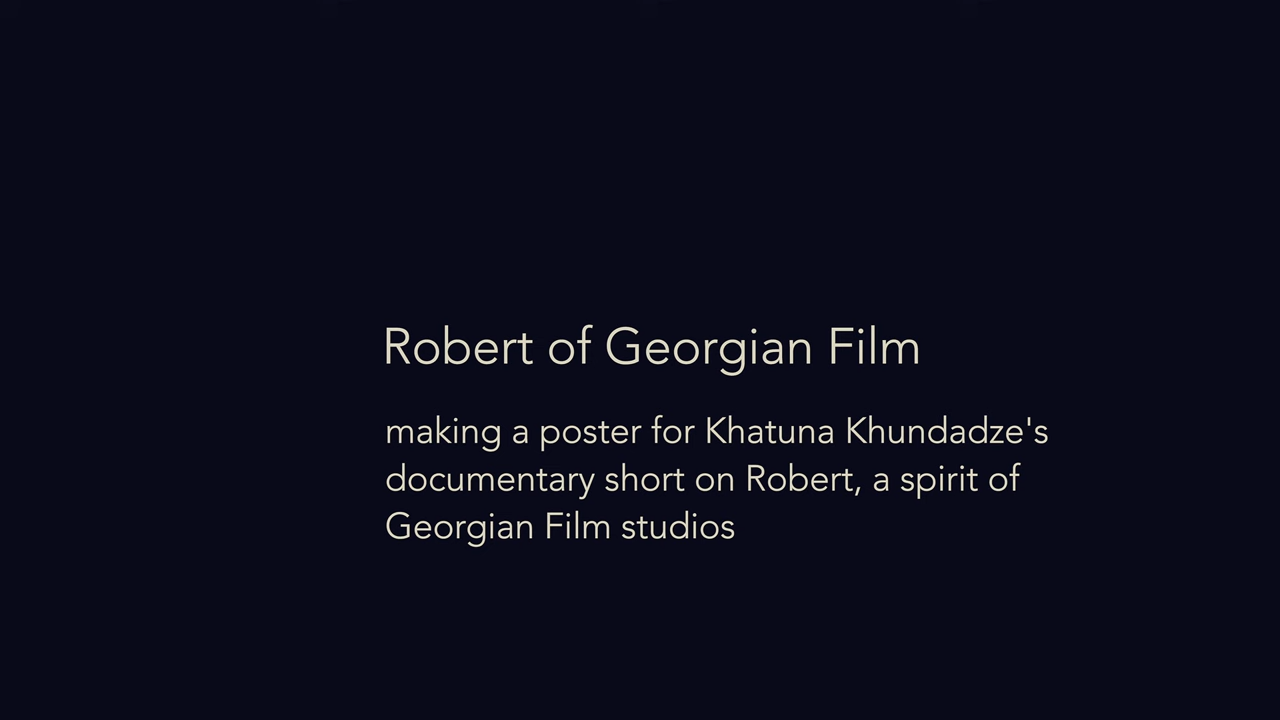 Robert of Georgian Film
making a poster for Khatuna Khundadze's
documentary short on Robert, a spirit of
Georgian Film studios